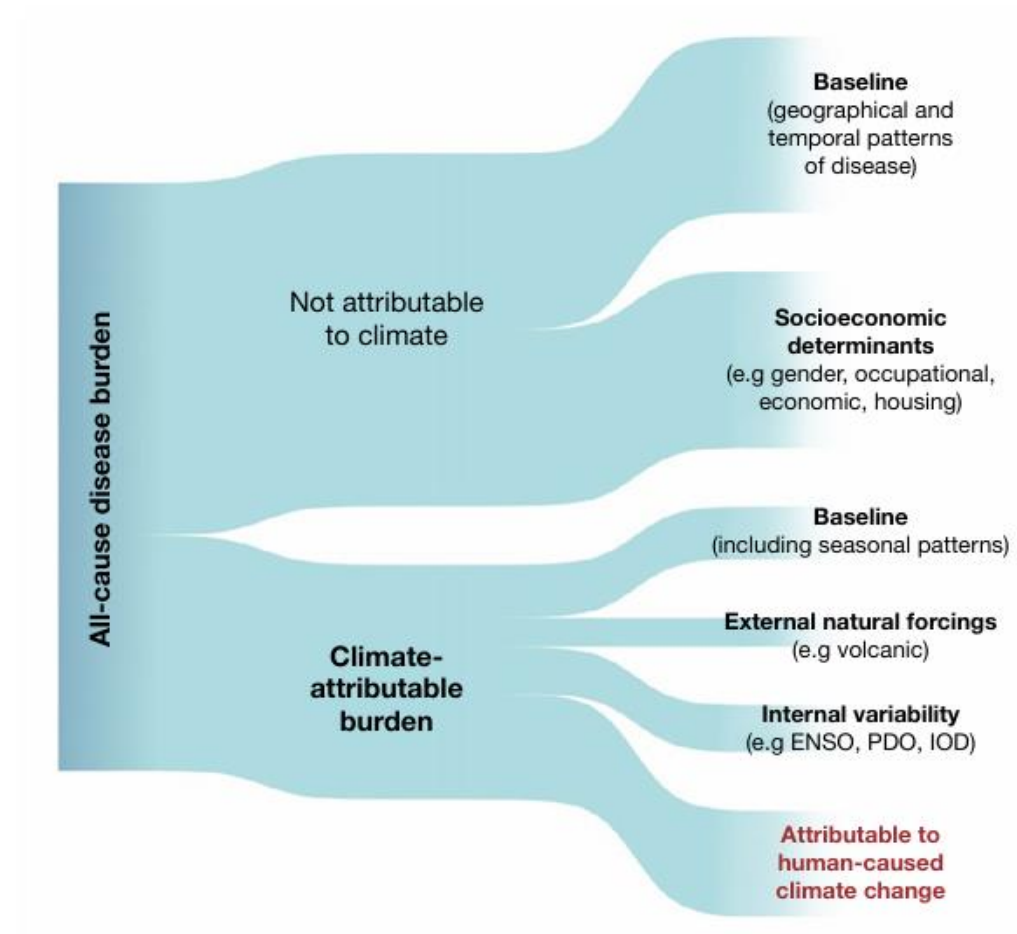 All-cause disease burden
Not attributable
to climate
Climate-
attributable
burden
Baseline
(geographical and
temporal patterns
of disease)
Socioeconomic
determinants
(e.g gender, occupational,
economic, housing)
Baseline
(including seasonal patterns)
External natural forcings
(e.g volcanic)
Internal variability
(e.g ENSO, PDO, IOD)
Attributable to
human-caused
climate change